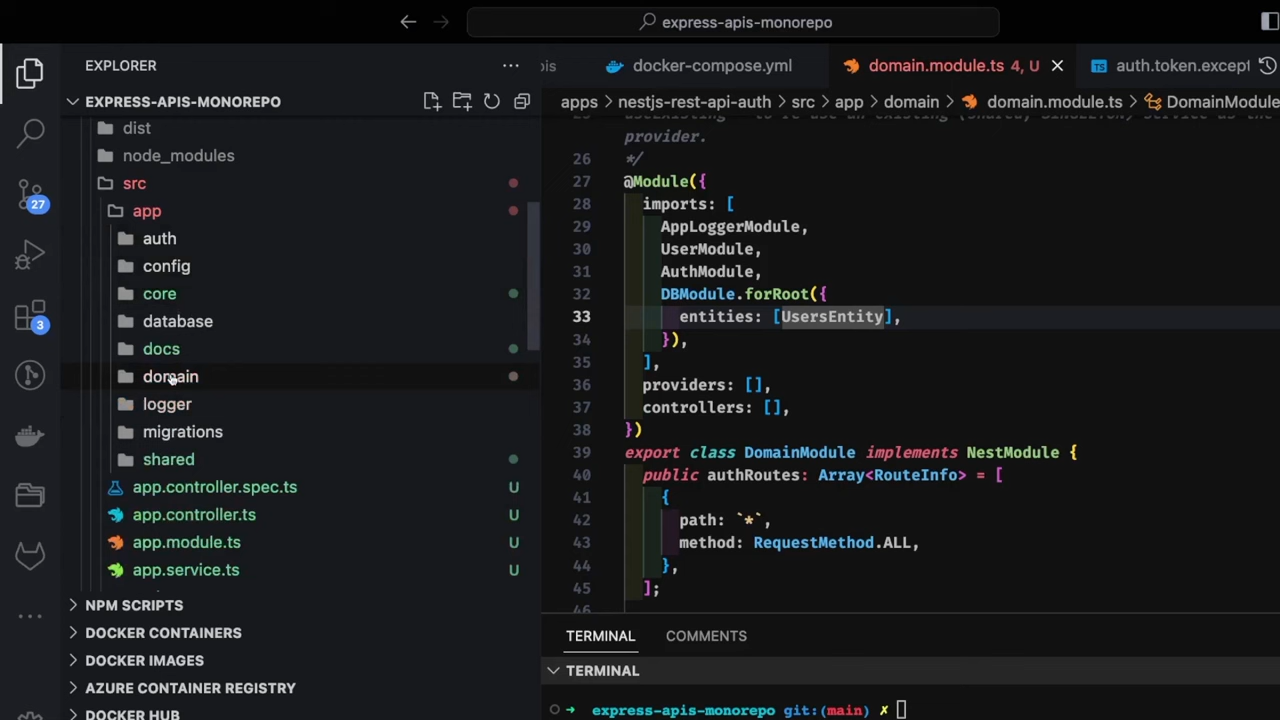 express-apis-monorepo
EXPLORER
...
EXPRESS-APIS-MONOREPO
dist
node_modules
src
app
auth
config
core
database
docs
domain
logger
migrations
shared
app.controller.spec.ts U
app.controller.ts U
app.module.ts U
app.service.ts U
NPM SCRIPTS
DOCKER CONTAINERS
DOCKER IMAGES
AZURE CONTAINER REGISTRY
DOCKER HUB
27
3
docker-compose.yml
domain.module.ts 4, U
auth.token.except
apps > nestjs-rest-api-auth > src > app > domain > domain.module.ts > DomainModule
provider.
26 */
27 @Module({
28 imports: [
29 AppLoggerModule,
30 UserModule,
31 AuthModule,
32 DBModule.forRoot({
33 entities: [UsersEntity],
34 }),
35 ],
36 providers: [],
37 controllers: [],
38 })
39 export class DomainModule implements NestModule {
40 public authRoutes: Array<RouteInfo> = [
41 {
42 path: `*`,
43 method: RequestMethod.ALL,
44 },
45 ];
46
TERMINAL COMMENTS
TERMINAL
express-apis-monorepo git:(main) ✗